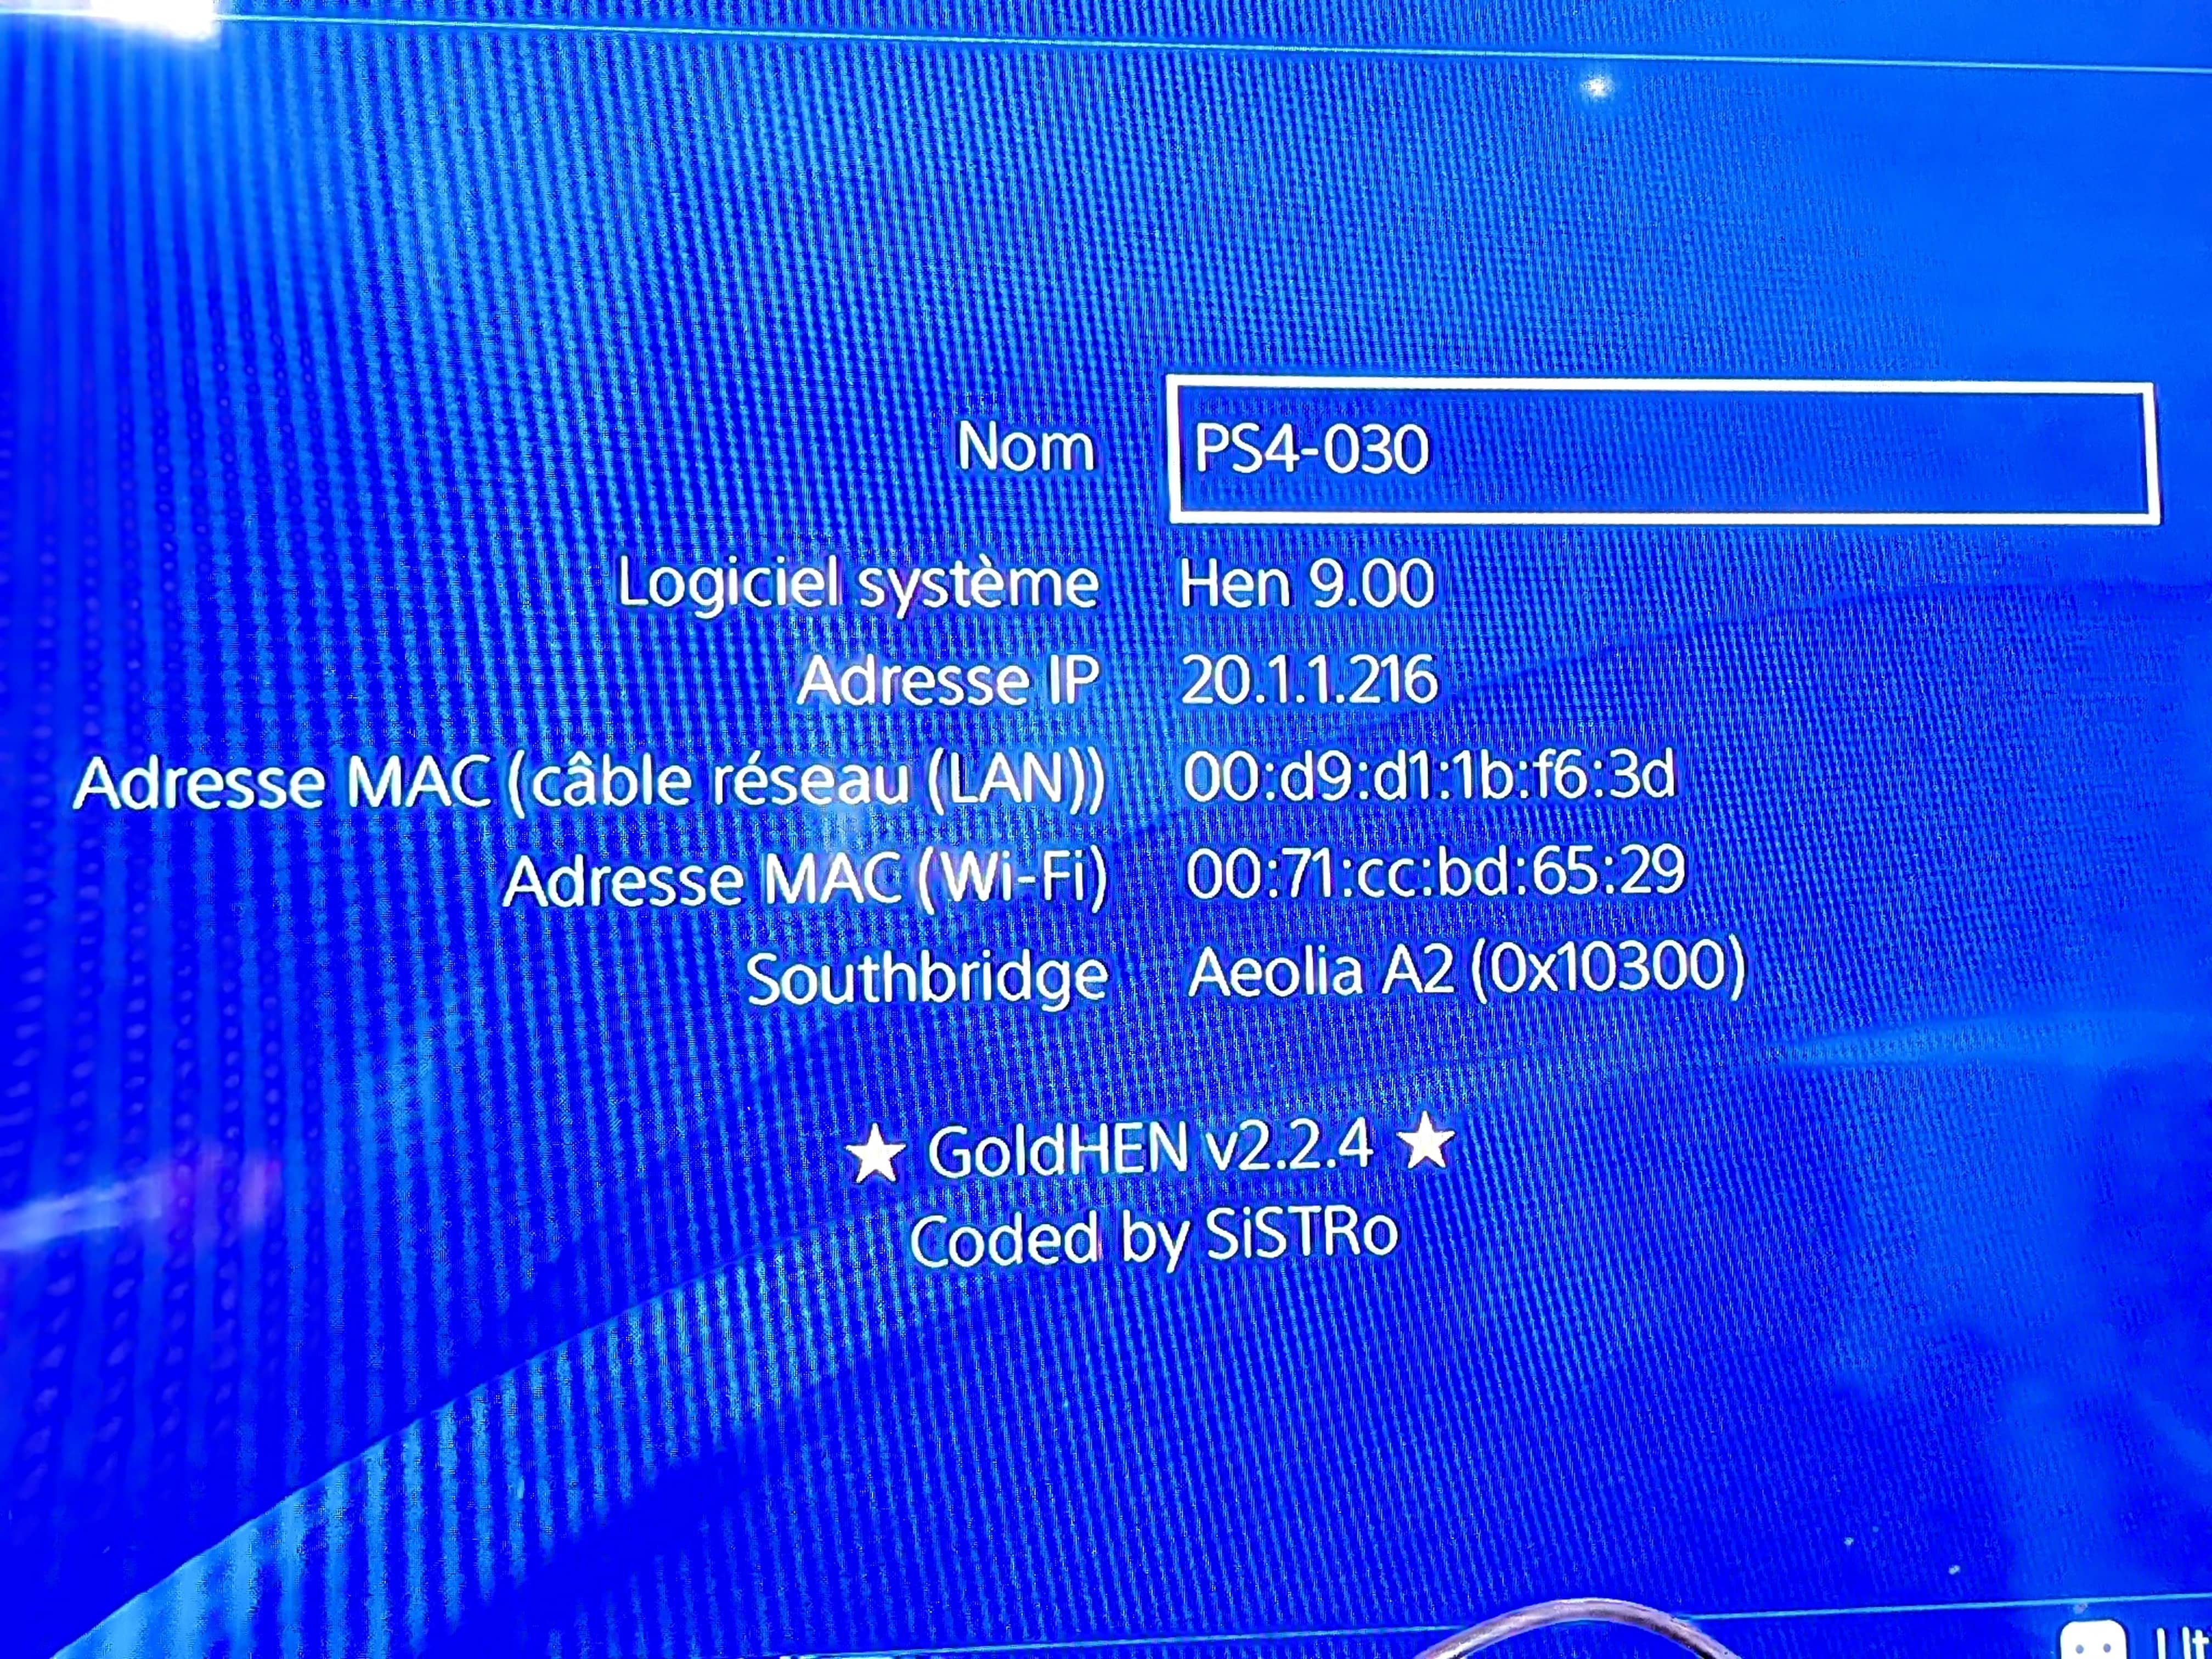 Nom PS4-030
Logiciel système Hen 9.00
Adresse IP 20.1.1.216
Adresse MAC (câble réseau (LAN)) 00:d9:d1:1b:f6:3d
Adresse MAC (Wi-Fi) 00:71:cc:bd:65:29
Southbridge Aeolia A2 (0x10300)
★ GoldHEN v2.2.4 ★
Coded by SiSTRo